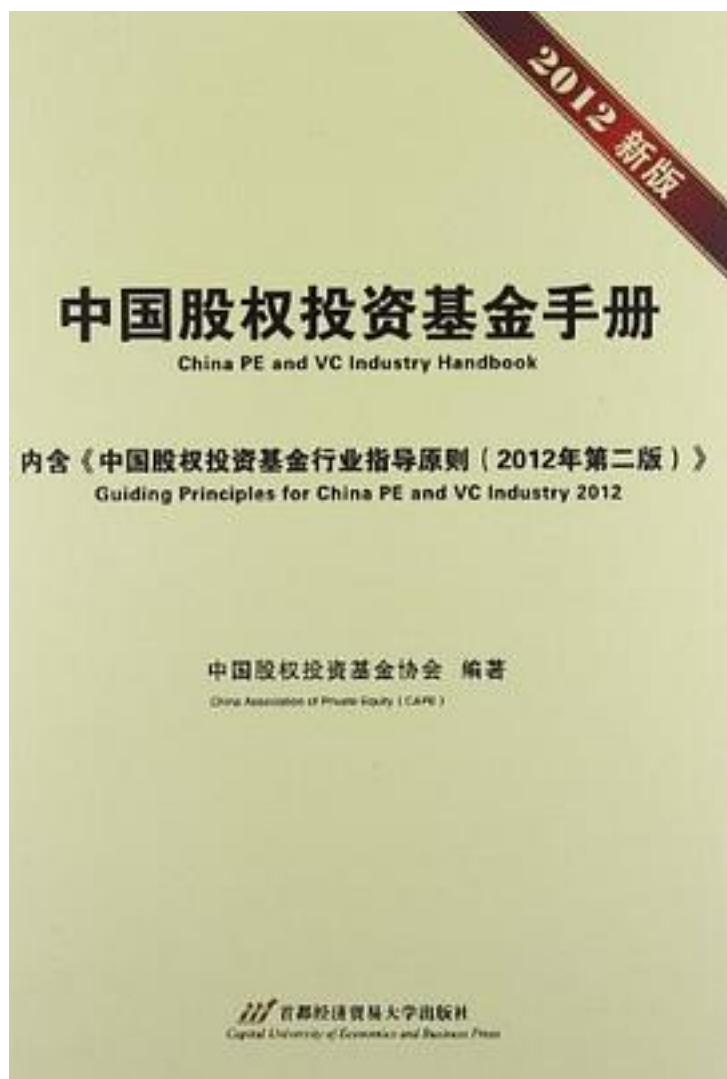 2012 新版
中国股权投资基金手册
China PE and VC Industry Handbook
内含《中国股权投资基金行业指导原则(2012年第二版)》
Guiding Principles for China PE and VC Industry 2012
中国股权投资基金协会 编著
China Association of Private Equity (CAPE)
首都经济贸易大学出版社
Capital University of Economics and Business Press